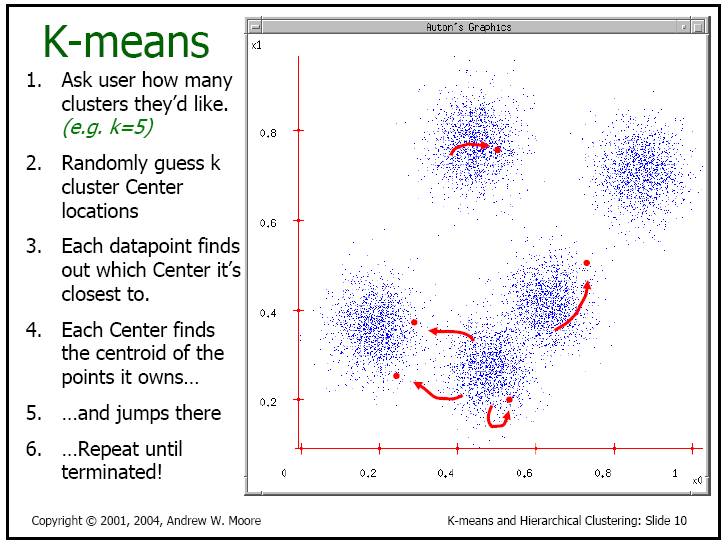 K-means
1. Ask user how many
clusters they'd like.
(e.g. k=5)
2. Randomly guess k
cluster Center
locations
3. Each datapoint finds
out which Center it's
closest to.
4. Each Center finds
the centroid of the
points it owns…
5. …and jumps there
6. …Repeat until
terminated!
Auton's Graphics
x1
0.8
0.6
0.4
0.2
0 0.2 0.4 0.6 0.8 1
x0
Copyright © 2001, 2004, Andrew W. Moore
K-means and Hierarchical Clustering: Slide 10